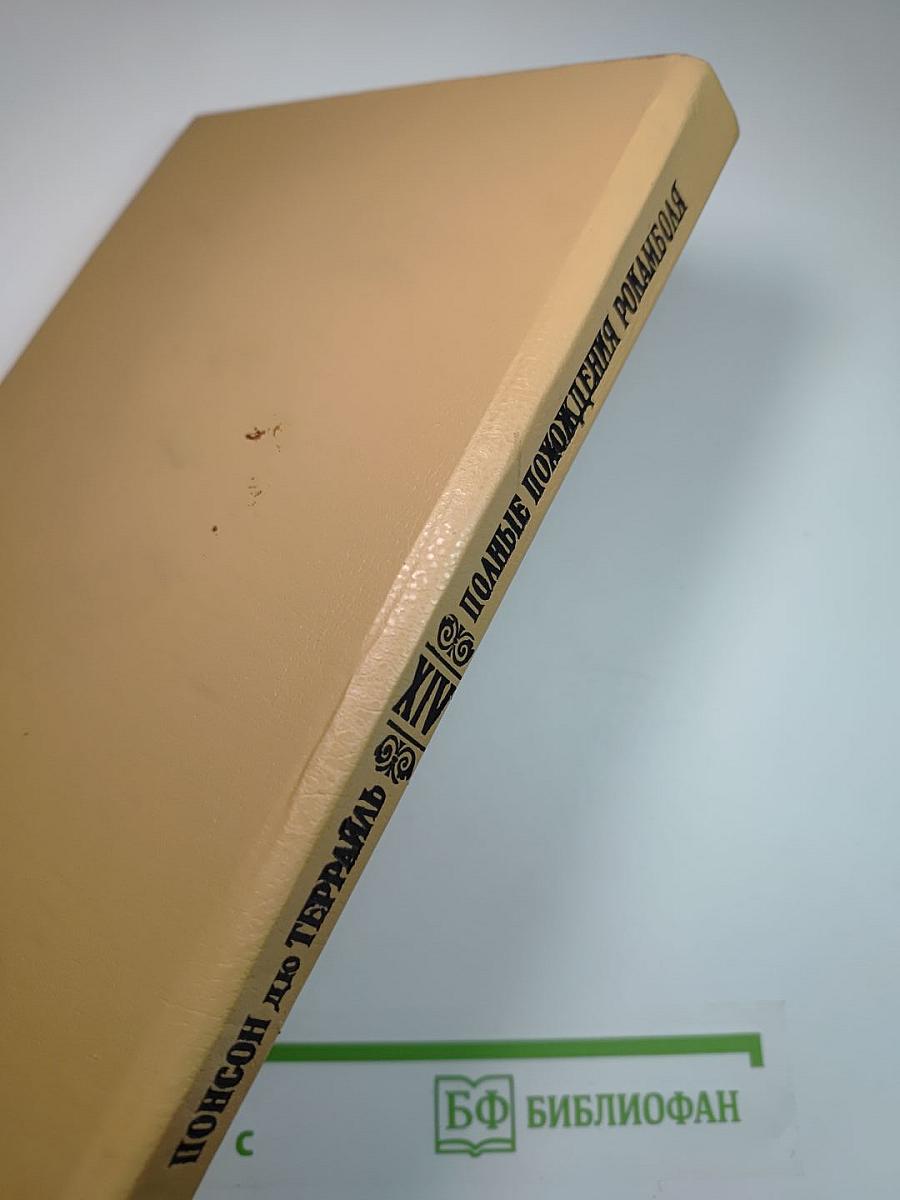 ПОНСОН дю ТЕРРАЙЛЬ
XIV
ПОЛНЫЕ ПОХОЖДЕНИЯ РОКАМБОЛЯ
с
БФ БИБЛИОФАН